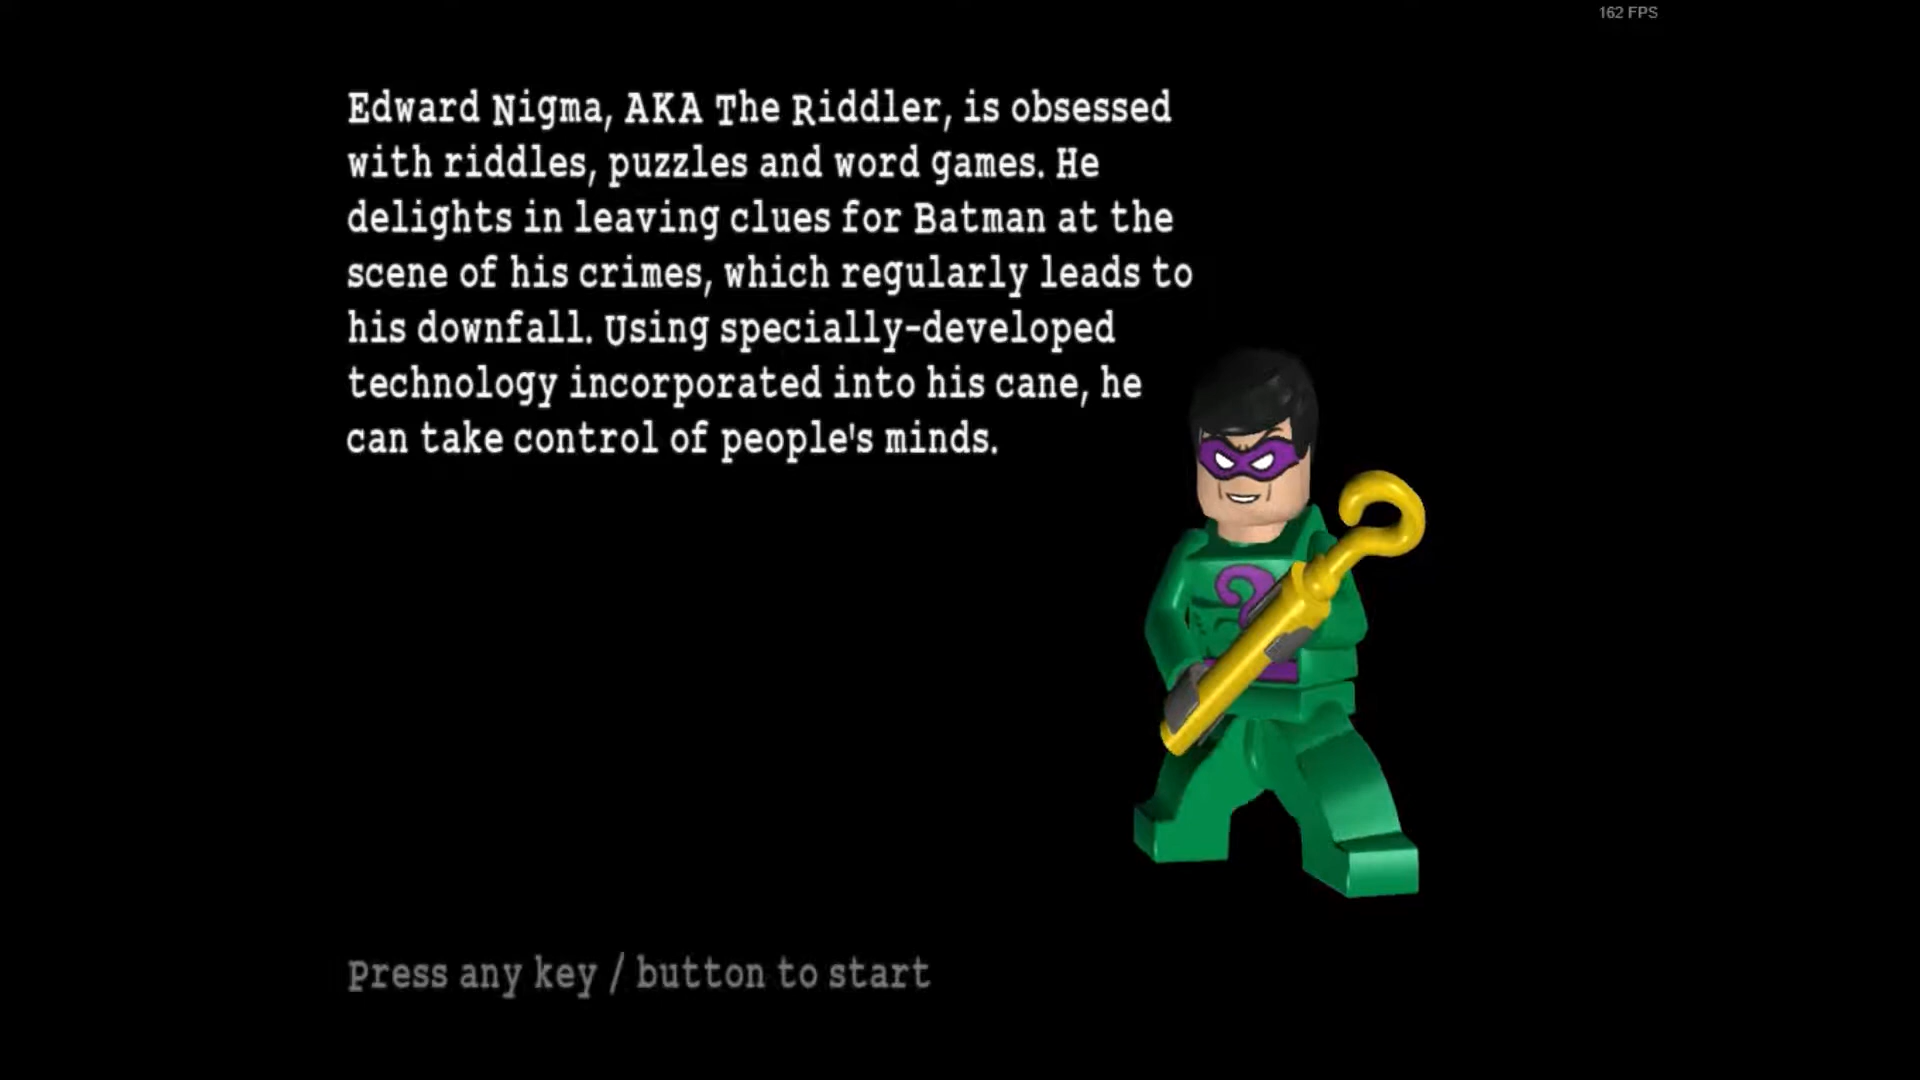 162 FPS
Edward Nigma, AKA The Riddler, is obsessed
with riddles, puzzles and word games. He
delights in leaving clues for Batman at the
scene of his crimes, which regularly leads to
his downfall. Using specially-developed
technology incorporated into his cane, he
can take control of people's minds.
Press any key / button to start